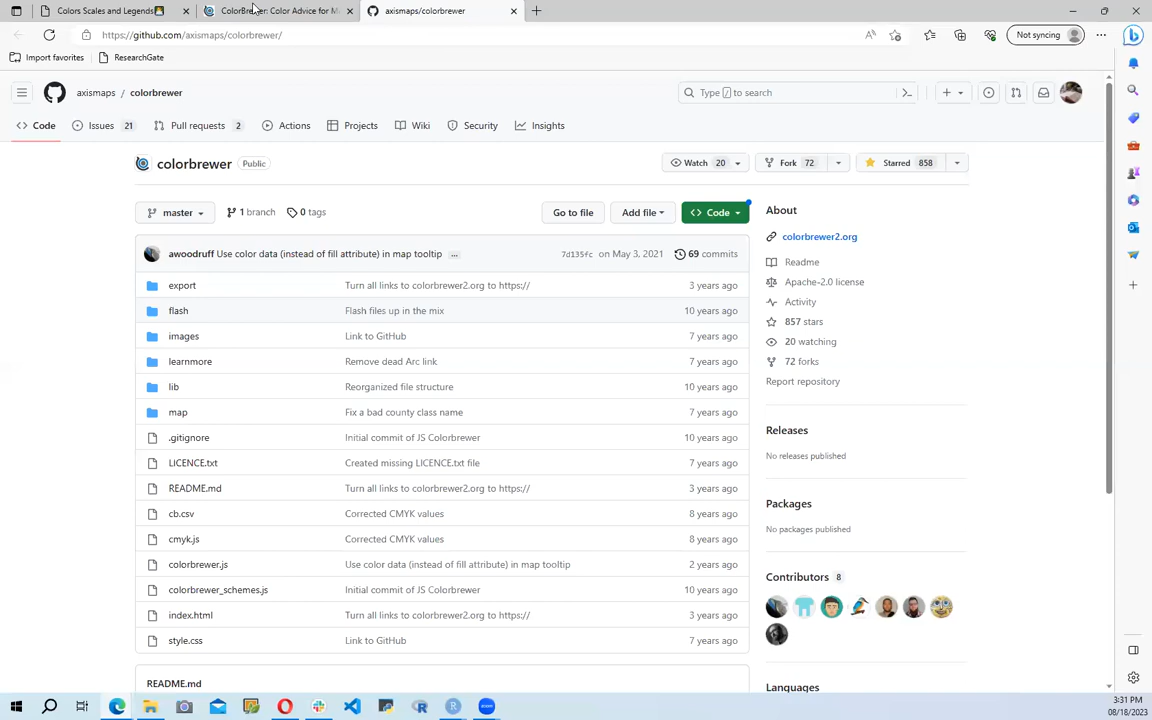 Colors Scales and Legends
ColorBrewer: Color Advice for M
axismaps/colorbrewer
https://github.com/axismaps/colorbrewer/
Not syncing
Import favorites
ResearchGate
axismaps / colorbrewer
Type / to search
Code
Issues 21
Pull requests 2
Actions
Projects
Wiki
Security
Insights
colorbrewer Public
Watch 20
Fork 72
Starred 858
master
1 branch
0 tags
Go to file
Add file
Code
awoodruff Use color data (instead of fill attribute) in map tooltip ... 7d135fc on May 3, 2021 69 commits
export Turn all links to colorbrewer2.org to https:// 3 years ago
flash Flash files up in the mix 10 years ago
images Link to GitHub 7 years ago
learnmore Remove dead Arc link 7 years ago
lib Reorganized file structure 10 years ago
map Fix a bad county class name 7 years ago
.gitignore Initial commit of JS Colorbrewer 10 years ago
LICENCE.txt Created missing LICENCE.txt file 7 years ago
README.md Turn all links to colorbrewer2.org to https:// 3 years ago
cb.csv Corrected CMYK values 8 years ago
cmyk.js Corrected CMYK values 8 years ago
colorbrewer.js Use color data (instead of fill attribute) in map tooltip 2 years ago
colorbrewer_schemes.js Initial commit of JS Colorbrewer 10 years ago
index.html Turn all links to colorbrewer2.org to https:// 3 years ago
style.css Link to GitHub 7 years ago
README.md
About
colorbrewer2.org
Readme
Apache-2.0 license
Activity
857 stars
20 watching
72 forks
Report repository
Releases
No releases published
Packages
No packages published
Contributors 8
Languages
3:31 PM
08/18/2023